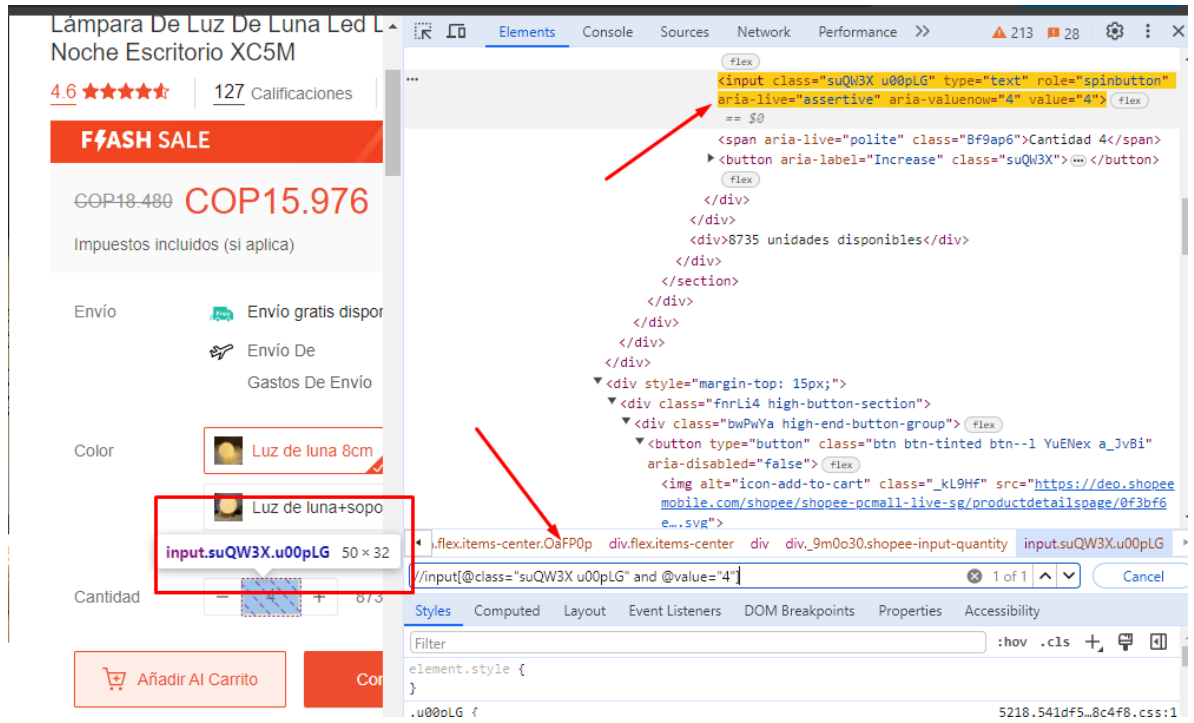 Lámpara De Luz De Luna Led L
Noche Escritorio XC5M
4.6 127 Calificaciones
FLASH SALE
COP18.480 COP15.976
Impuestos incluidos (si aplica)
Envío Envío gratis dispor
Envío De
Gastos De Envío
Color Luz de luna 8cm
Luz de luna+sopo
input.suQW3X.u00pLG 50 × 32
Cantidad − 4 + 873
Añadir Al Carrito Cor
Elements Console Sources Network Performance 213 28
flex
<input class="suQW3X u00pLG" type="text" role="spinbutton"
aria-live="assertive" aria-valuenow="4" value="4"> flex
== $0
<span aria-live="polite" class="Bf9ap6">Cantidad 4</span>
<button aria-label="Increase" class="suQW3X">…</button>
flex
</div>
</div>
<div>8735 unidades disponibles</div>
</div>
</section>
</div>
</div>
</div>
</div>
<div style="margin-top: 15px;">
<div class="fnrLi4 high-button-section">
<div class="bwPwYa high-end-button-group"> flex
<button type="button" class="btn btn-tinted btn--l YuENex a_JvBi"
aria-disabled="false"> flex
<img alt="icon-add-to-cart" class="_kL9Hf" src="https://deo.shopee
mobile.com/shopee/shopee-pcmall-live-sg/productdetailspage/0f3bf6
e….svg">
.flex.items-center.OaFP0p div.flex.items-center div div._9m0o30.shopee-input-quantity input.suQW3X.u00pLG
//input[@class="suQW3X u00pLG" and @value="4"] 1 of 1 Cancel
Styles Computed Layout Event Listeners DOM Breakpoints Properties Accessibility
Filter :hov .cls
element.style {
}
.u00pLG { 5218.541df5…8c4f8.css:1